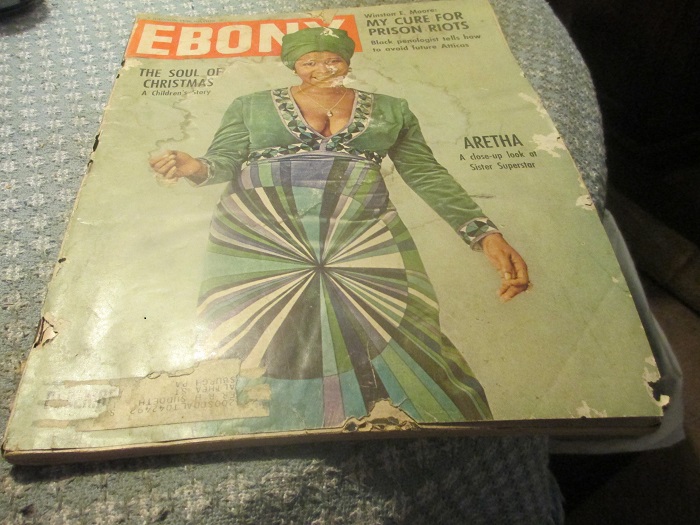 EBONY
Winston E. Moore:
MY CURE FOR
PRISON RIOTS
Black penologist tells how
to avoid future Atticas
THE SOUL OF
CHRISTMAS
A Children's Story
ARETHA
A close-up look at
Sister Superstar